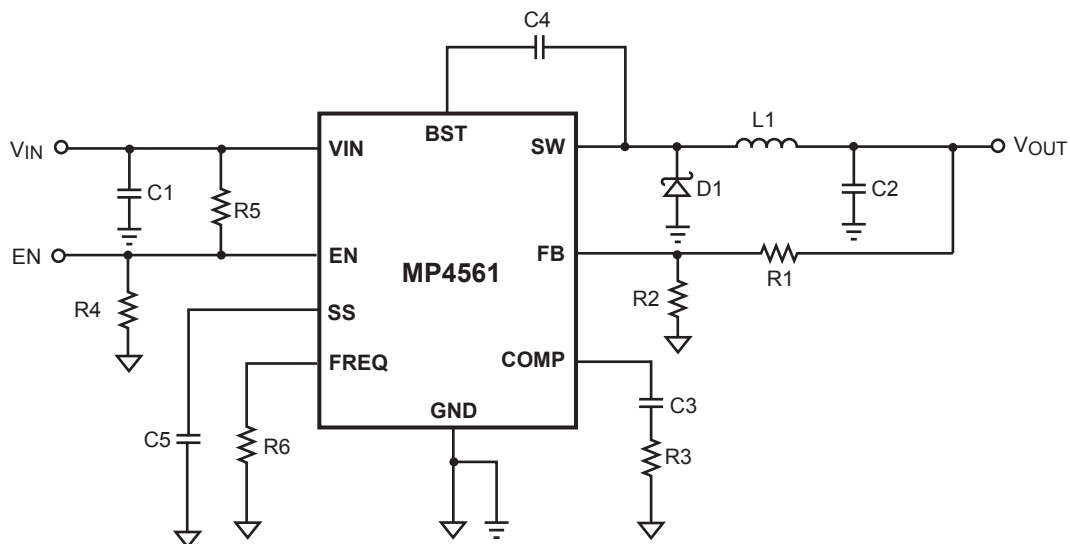 C4
BST
VIN
VIN
SW
L1
VOUT
C1
R5
D1
C2
EN
EN
MP4561
FB
R1
R4
R2
SS
FREQ
COMP
GND
C3
C5
R6
R3